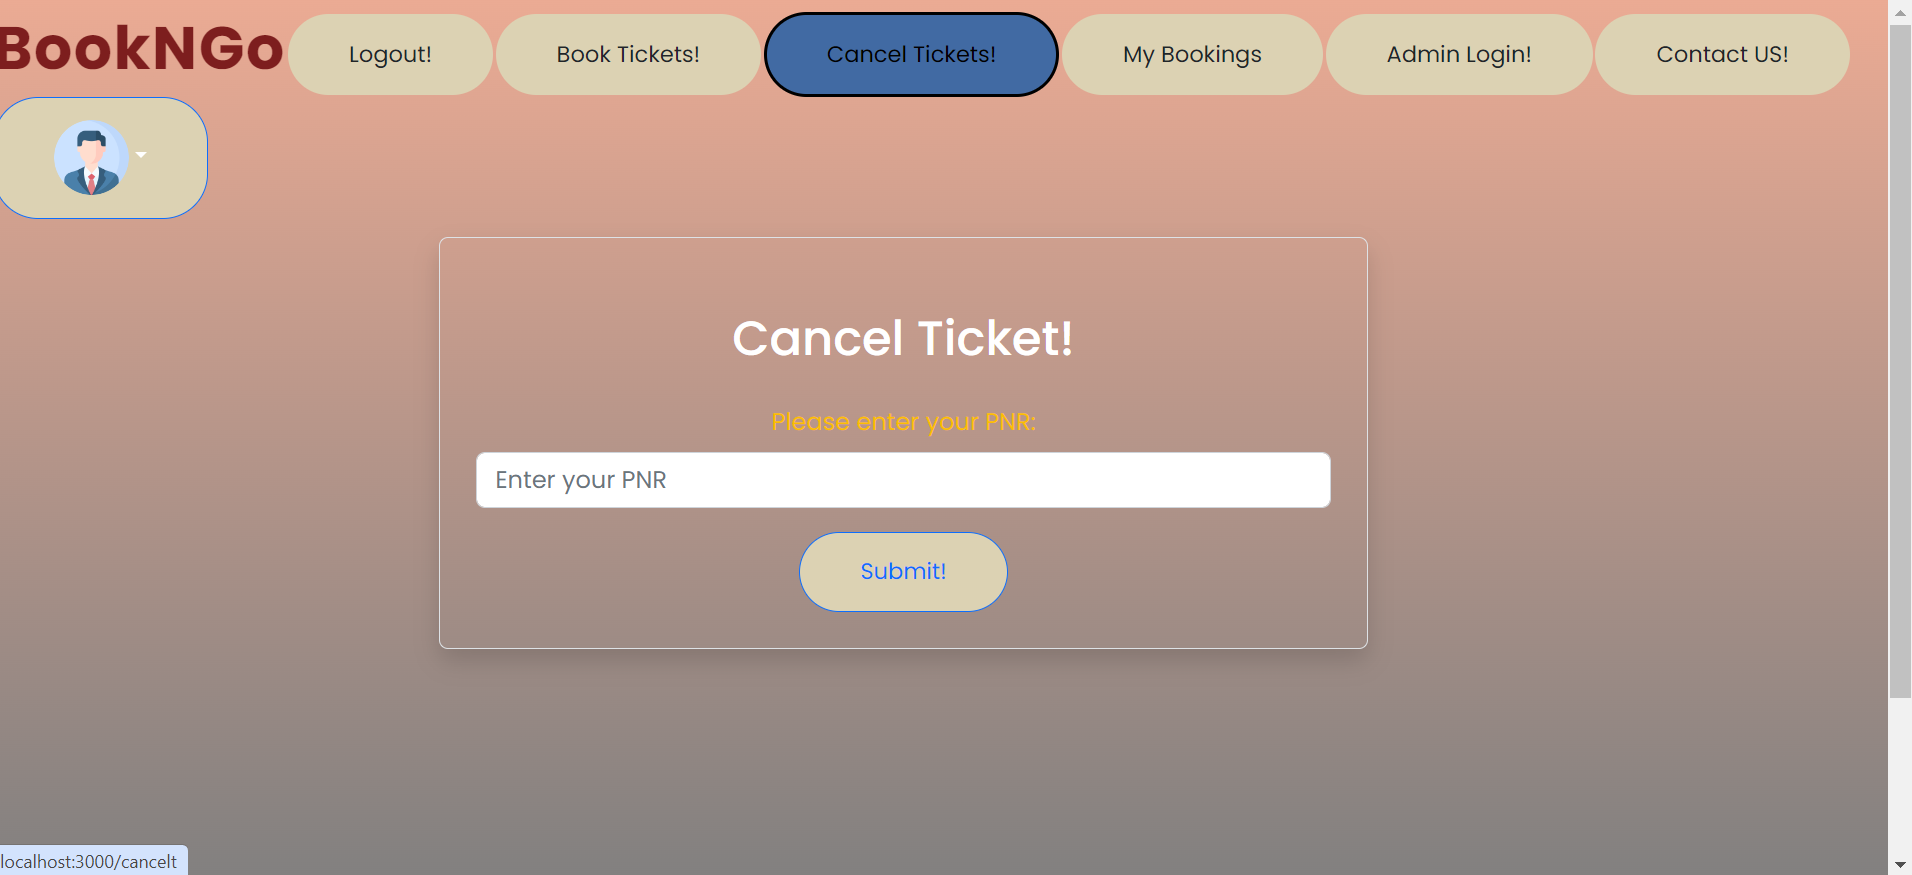 BookNGo
Logout!
Book Tickets!
Cancel Tickets!
My Bookings
Admin Login!
Contact US!
Cancel Ticket!
Please enter your PNR:
Enter your PNR
Submit!
localhost:3000/cancelt